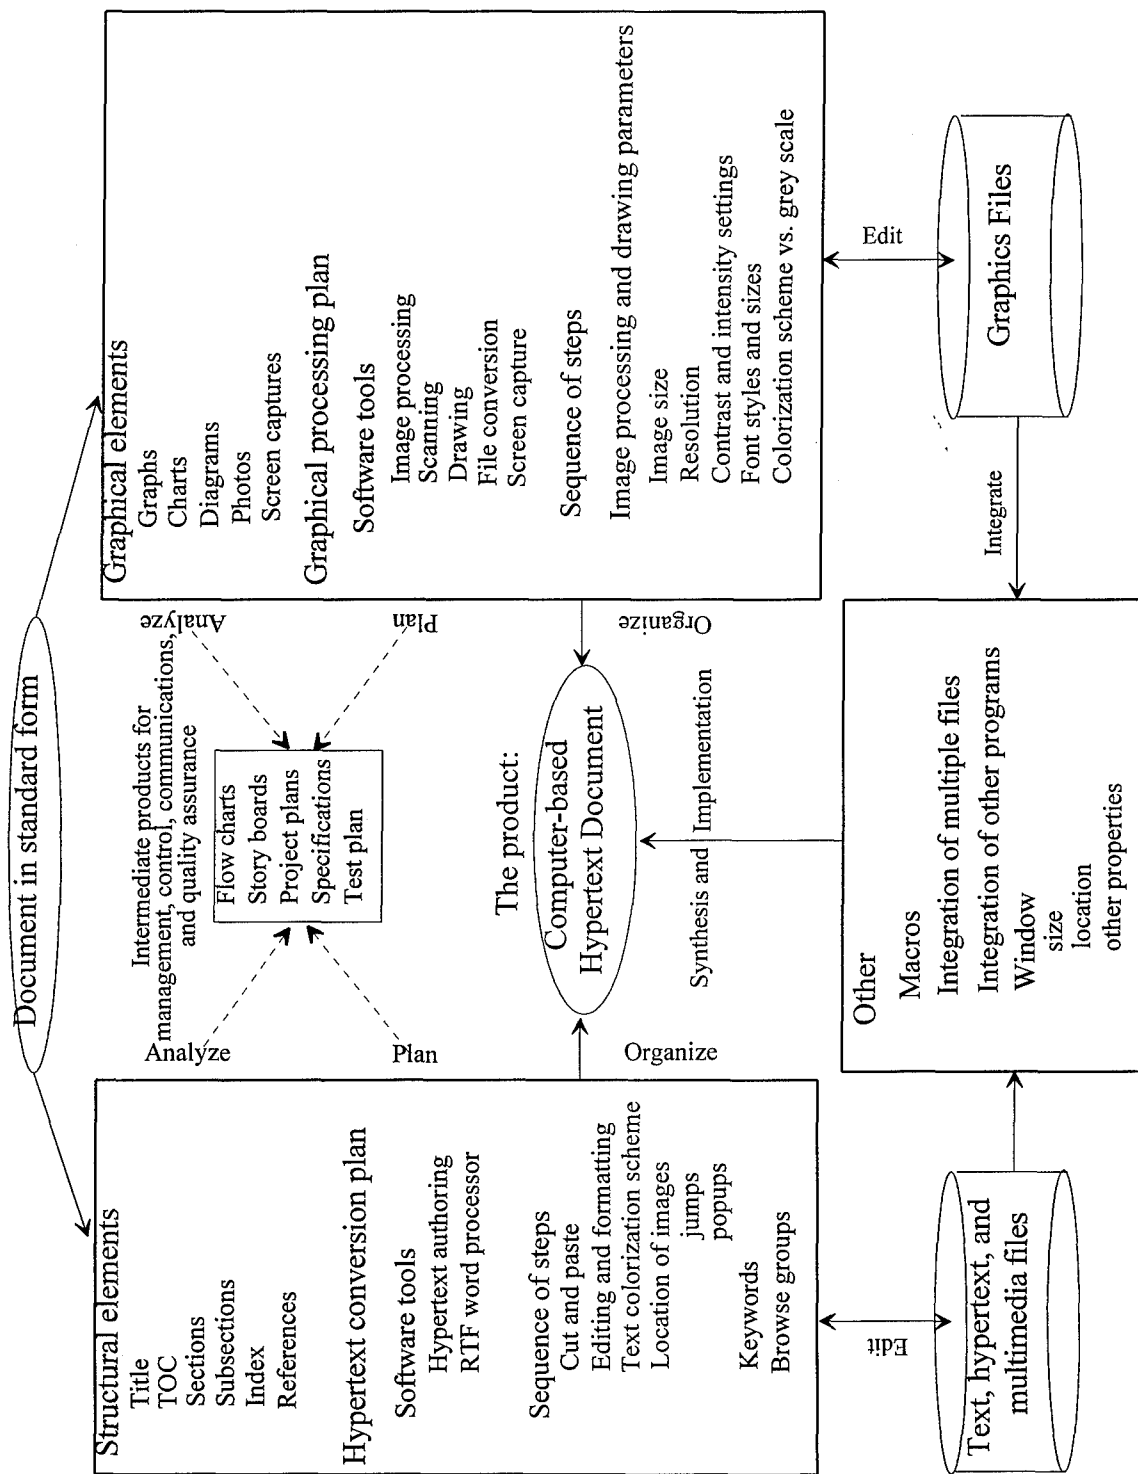 Document in standard form
Structural elements
Title
TOC
Sections
Subsections
Index
References
Hypertext conversion plan
Software tools
Hypertext authoring
RTF word processor
Sequence of steps
Cut and paste
Editing and formatting
Text colorization scheme
Location of images
jumps
popups
Keywords
Browse groups
Analyze
Plan
Organize
Intermediate products for
management, control, communications,
and quality assurance
Flow charts
Story boards
Project plans
Specifications
Test plan
The product:
Computer-based
Hypertext Document
Synthesis and Implementation
Analyze
Plan
Organize
Graphical elements
Graphs
Charts
Diagrams
Photos
Screen captures
Graphical processing plan
Software tools
Image processing
Scanning
Drawing
File conversion
Screen capture
Sequence of steps
Image processing and drawing parameters
Image size
Resolution
Contrast and intensity settings
Font styles and sizes
Colorization scheme vs. grey scale
Edit
Text, hypertext, and
multimedia files
Other
Macros
Integration of multiple files
Integration of other programs
Window
size
location
other properties
Integrate
Edit
Graphics Files